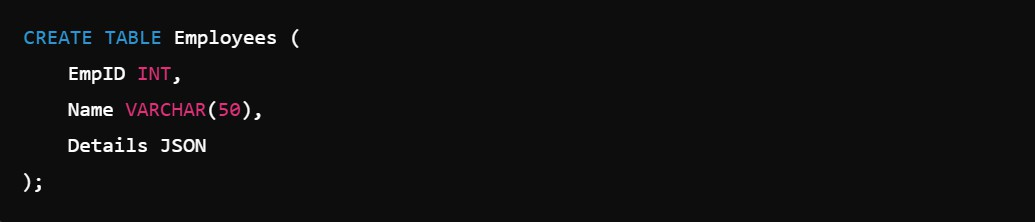 CREATE TABLE Employees (
    EmpID INT,
    Name VARCHAR(50),
    Details JSON
);